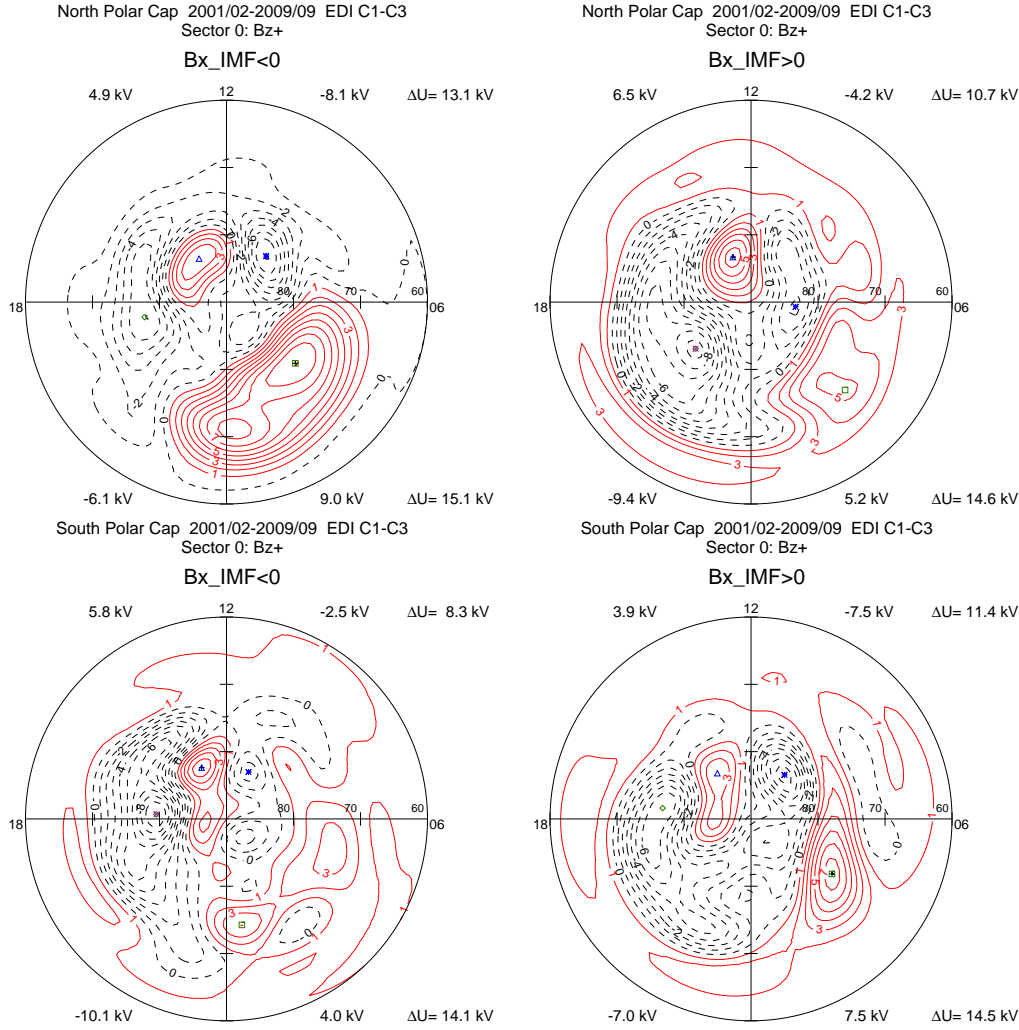 North Polar Cap 2001/02-2009/09 EDI C1-C3
Sector 0: Bz+
Bx_IMF<0
4.9 kV 12 -8.1 kV ΔU= 13.1 kV
18 80 70 60 06
-6.1 kV 9.0 kV ΔU= 15.1 kV
North Polar Cap 2001/02-2009/09 EDI C1-C3
Sector 0: Bz+
Bx_IMF>0
6.5 kV 12 -4.2 kV ΔU= 10.7 kV
18 80 70 60 06
-9.4 kV 5.2 kV ΔU= 14.6 kV
South Polar Cap 2001/02-2009/09 EDI C1-C3
Sector 0: Bz+
Bx_IMF<0
5.8 kV 12 -2.5 kV ΔU= 8.3 kV
18 80 70 60 06
-10.1 kV 4.0 kV ΔU= 14.1 kV
South Polar Cap 2001/02-2009/09 EDI C1-C3
Sector 0: Bz+
Bx_IMF>0
3.9 kV 12 -7.5 kV ΔU= 11.4 kV
18 80 70 60 06
-7.0 kV 7.5 kV ΔU= 14.5 kV